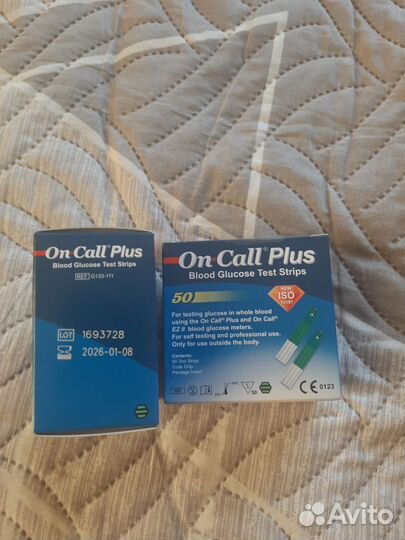 On Call® Plus
Blood Glucose Test Strips
REF G133-111
LOT 1693728
2026-01-08
On Call® Plus
Blood Glucose Test Strips
50
NEW
ISO
15197
For testing glucose in whole blood
using the On Call® Plus and On Call®
EZ II blood glucose meters.
For self testing and professional use.
Only for use outside the body.
Contents:
50 Test Strips
Code Chip
Package Insert
IVD
50
CE 0123
Avito